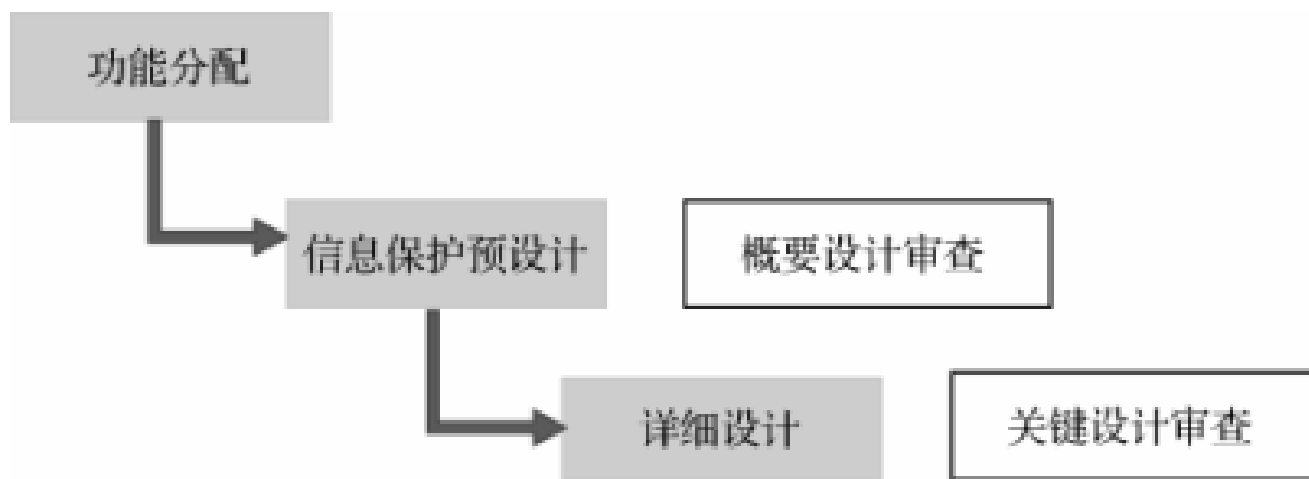 功能分配
信息保护预设计
概要设计审查
详细设计
关键设计审查